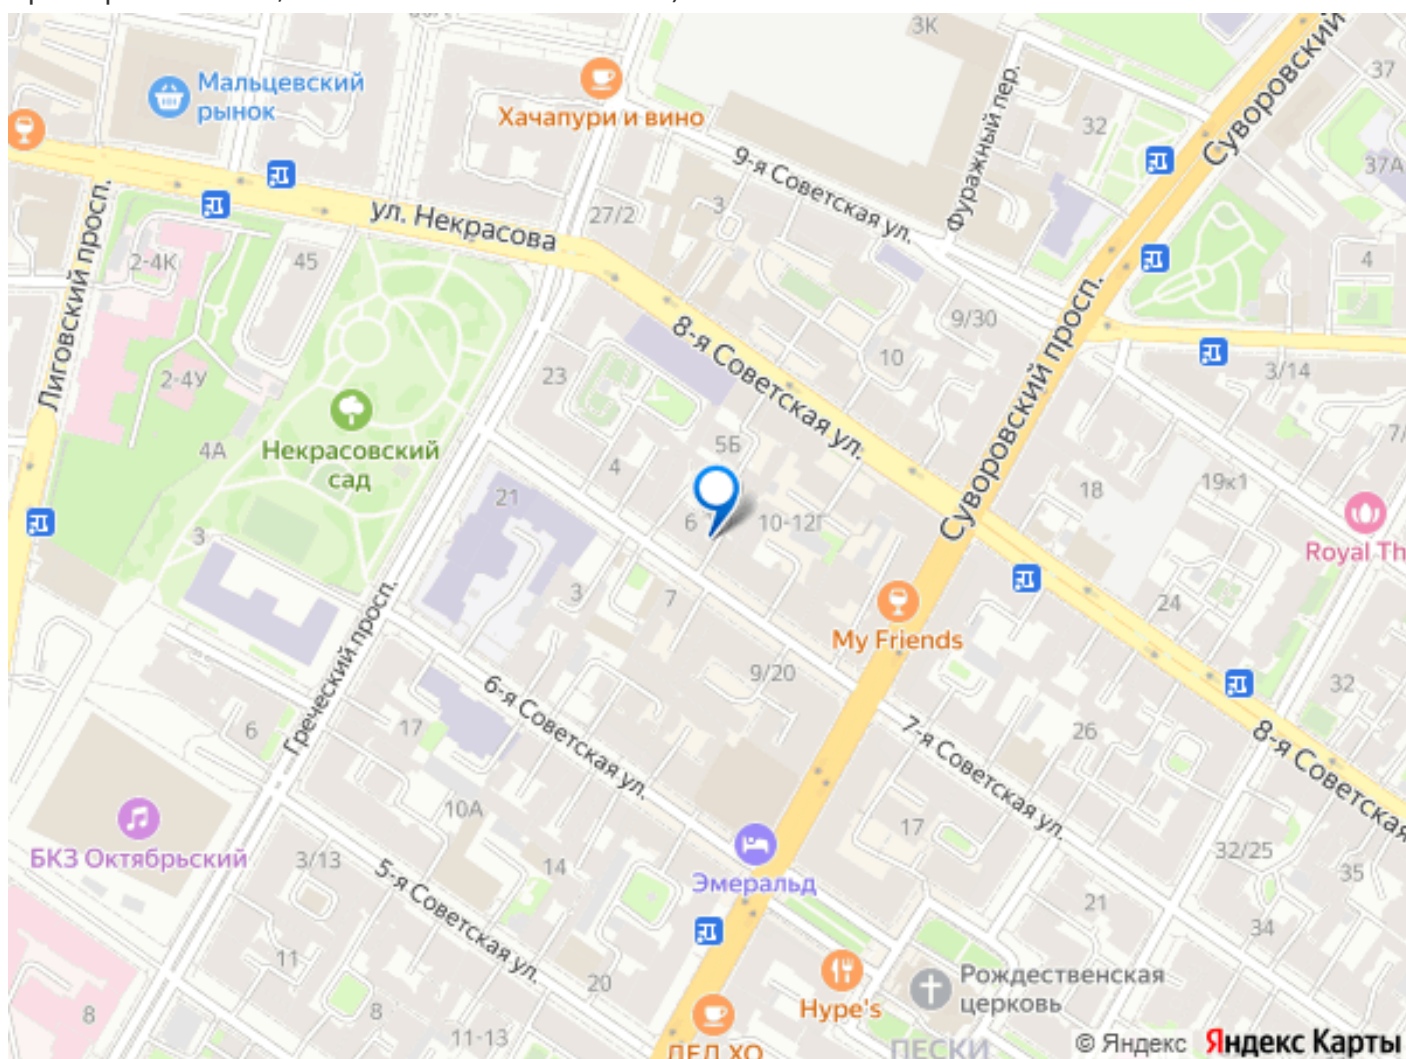 3К
Суворовский
37
Мальцевский
рынок
Хачапури и вино
Фуражный пер.
32
9-я Советская ул.
37А
Лиговский просп.
ул. Некрасова
27/2
3
2-4К
45
4
9/30
8-я Советская ул.
10
Суворовский просп.
3/14
23
2-4У
Некрасовский
сад
4А
5Б
4
21
18
19к1
6
10-12Г
Royal Th
3
3
7
24
My Friends
Греческий просп.
9/20
32
6-я Советская ул.
17
6
7-я Советская ул.
26
8-я Советская
БКЗ Октябрьский
10А
17
3/13
14
32/25
35
5-я Советская ул.
Эмеральд
21
34
11
20
Рождественская
церковь
Hype's
8
8
11-13
ПЕСКИ
© Яндекс Яндекс Карты